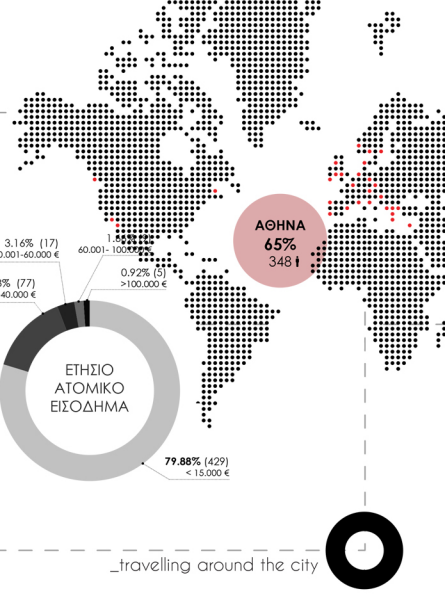 ΑΘΗΝΑ
65%
348
3.16% (17)
0.001-60.000 €
60.001- 100.000 €
0.92% (5)
>100.000 €
% (77)
40.000 €
ΕΤΗΣΙΟ
ΑΤΟΜΙΚΟ
ΕΙΣΟΔΗΜΑ
79.88% (429)
< 15.000 €
_travelling around the city